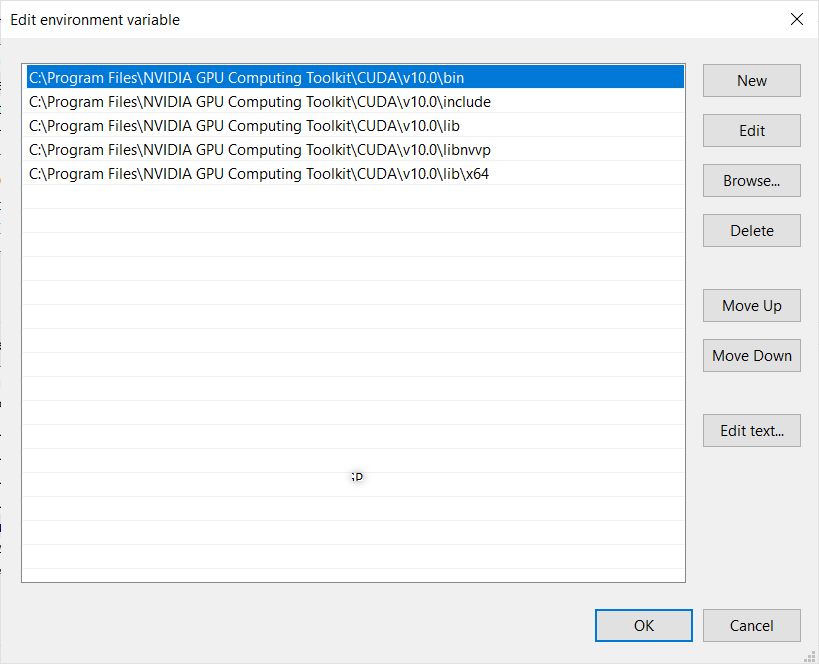 Edit environment variable
C:\Program Files\NVIDIA GPU Computing Toolkit\CUDA\v10.0\bin
C:\Program Files\NVIDIA GPU Computing Toolkit\CUDA\v10.0\include
C:\Program Files\NVIDIA GPU Computing Toolkit\CUDA\v10.0\lib
C:\Program Files\NVIDIA GPU Computing Toolkit\CUDA\v10.0\libnvvp
C:\Program Files\NVIDIA GPU Computing Toolkit\CUDA\v10.0\lib\x64
New
Edit
Browse...
Delete
Move Up
Move Down
Edit text...
;D
OK
Cancel